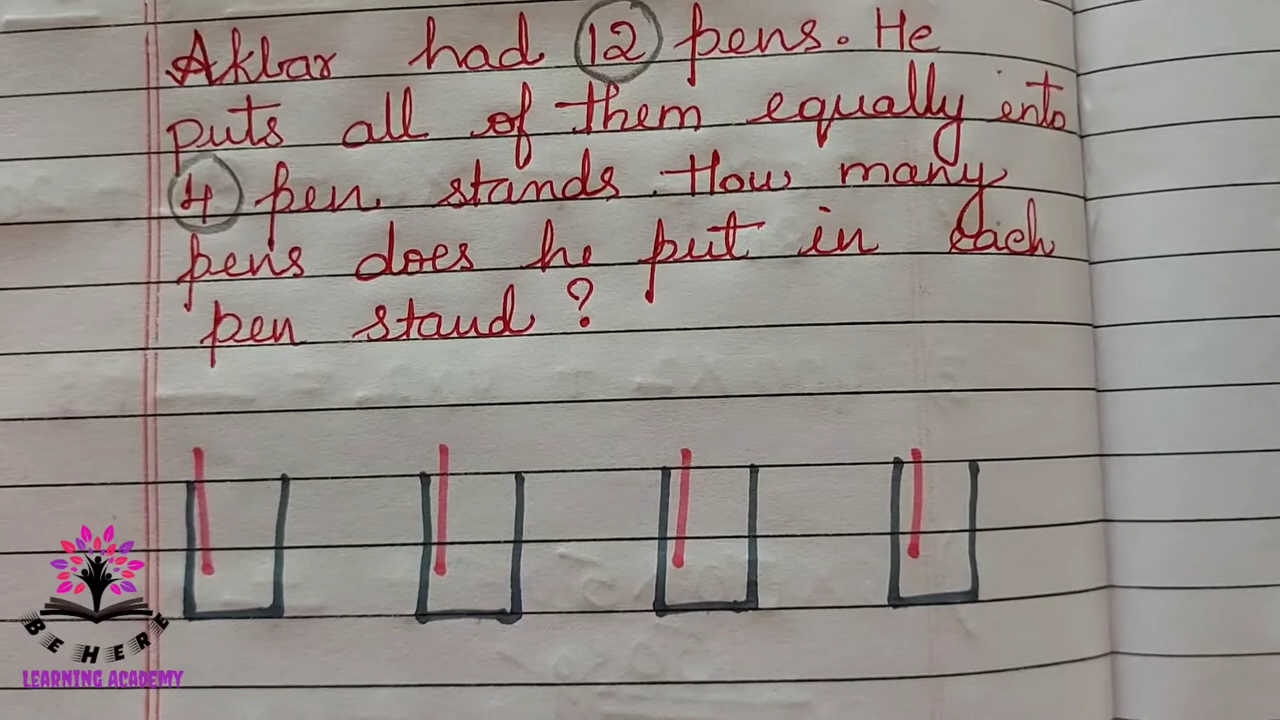 Akbar had 12 pens. He
puts all of them equally into
4 pen stands. How many
pens does he put in each
pen stand?
BE HERE
LEARNING ACADEMY